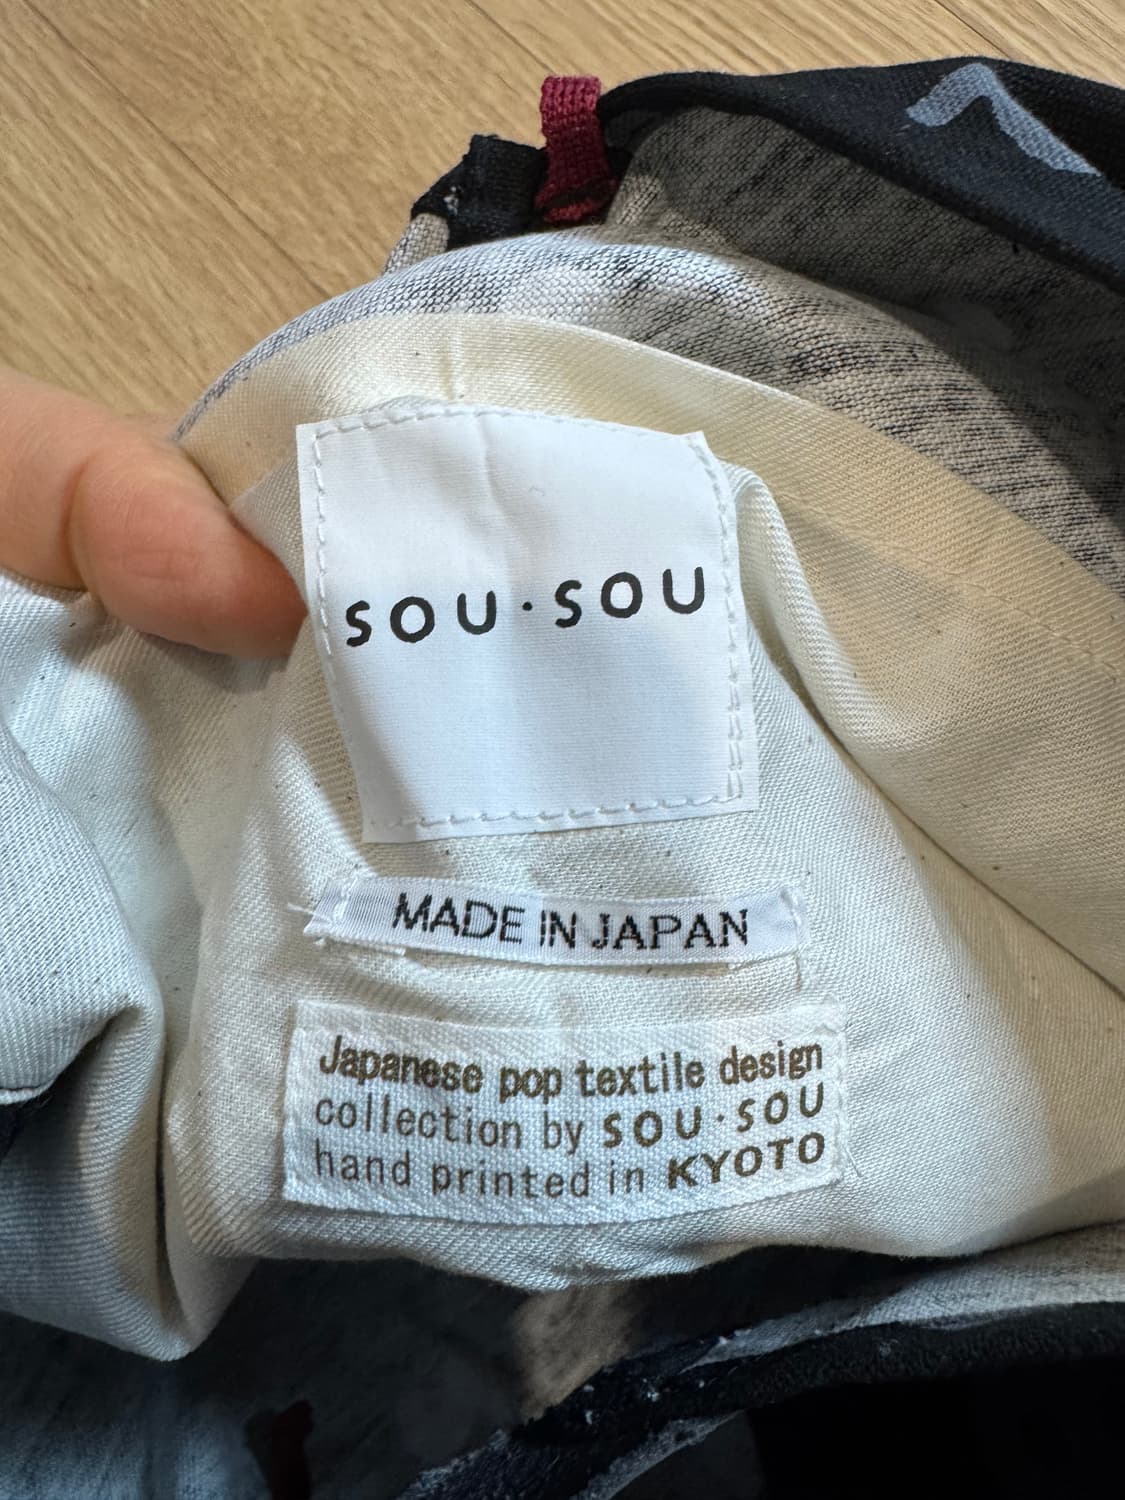 SOU・SOU
MADE IN JAPAN
Japanese pop textile design
collection by SOU・SOU
hand printed in KYOTO